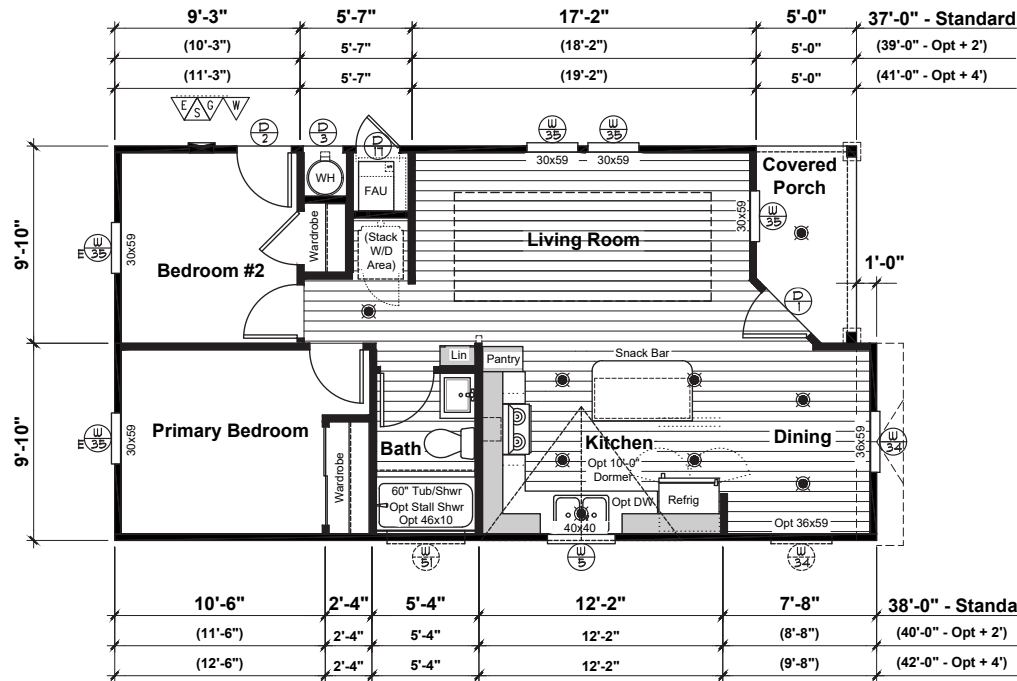 9'-3" 5'-7" 17'-2" 5'-0" 37'-0" - Standard
(10'-3") 5'-7" (18'-2") 5'-0" (39'-0" - Opt + 2')
(11'-3") 5'-7" (19'-2") 5'-0" (41'-0" - Opt + 4')
E S G W
D 2
D 3
D 17
W 35
W 35
30x59 30x59
Covered
Porch
WH
FAU
S
Wardrobe
(Stack
W/D
Area)
Living Room
30x59
W 35
9'-10"
E W 35
30x59
Bedroom #2
1'-0"
D 1
Lin
Pantry
Snack Bar
9'-10"
E W 35
30x59
Primary Bedroom
Wardrobe
Bath
Kitchen
Opt 10'-0"
Dormer
Dining
36x59
W 34
60" Tub/Shwr
Opt Stall Shwr
Opt 46x10
Opt DW
Refrig
40x40
Opt 36x59
W 51
W 5
W 34
10'-6" 2'-4" 5'-4" 12'-2" 7'-8" 38'-0" - Standa
(11'-6") 2'-4" 5'-4" 12'-2" (8'-8") (40'-0" - Opt + 2')
(12'-6") 2'-4" 5'-4" 12'-2" (9'-8") (42'-0" - Opt + 4')